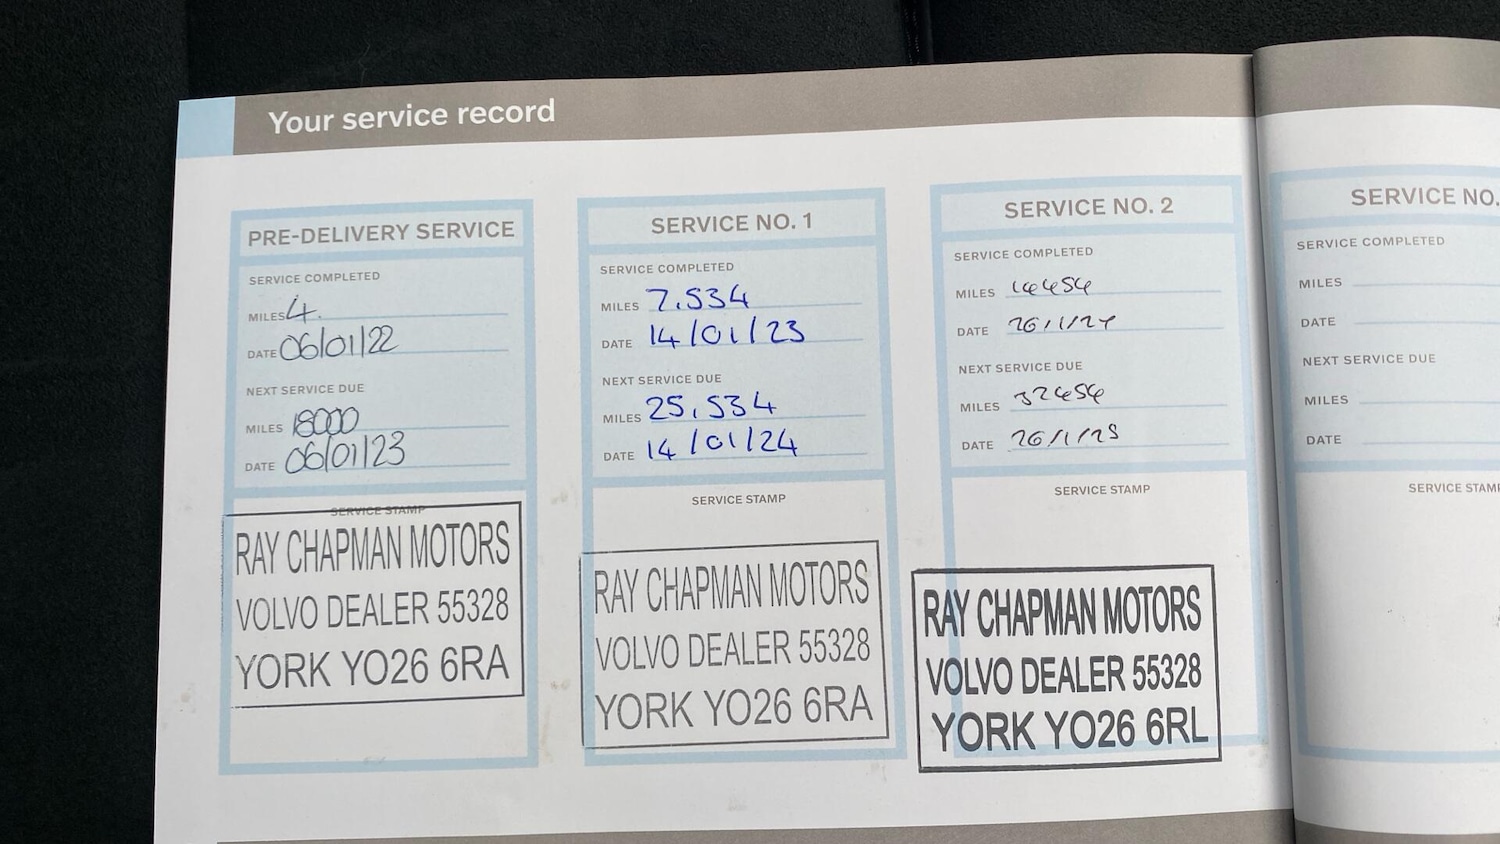 Your service record
PRE-DELIVERY SERVICE
SERVICE COMPLETED
MILES 4.
DATE 06/01/22
NEXT SERVICE DUE
MILES 18000
DATE 06/01/23
SERVICE STAMP
RAY CHAPMAN MOTORS
VOLVO DEALER 55328
YORK YO26 6RA
SERVICE NO. 1
SERVICE COMPLETED
MILES 7.534
DATE 14/01/23
NEXT SERVICE DUE
MILES 25,534
DATE 14/01/24
SERVICE STAMP
RAY CHAPMAN MOTORS
VOLVO DEALER 55328
YORK YO26 6RA
SERVICE NO. 2
SERVICE COMPLETED
MILES 14454
DATE 26/1/24
NEXT SERVICE DUE
MILES 32454
DATE 26/1/25
SERVICE STAMP
RAY CHAPMAN MOTORS
VOLVO DEALER 55328
YORK YO26 6RL
SERVICE NO.
SERVICE COMPLETED
MILES
DATE
NEXT SERVICE DUE
MILES
DATE
SERVICE STAM